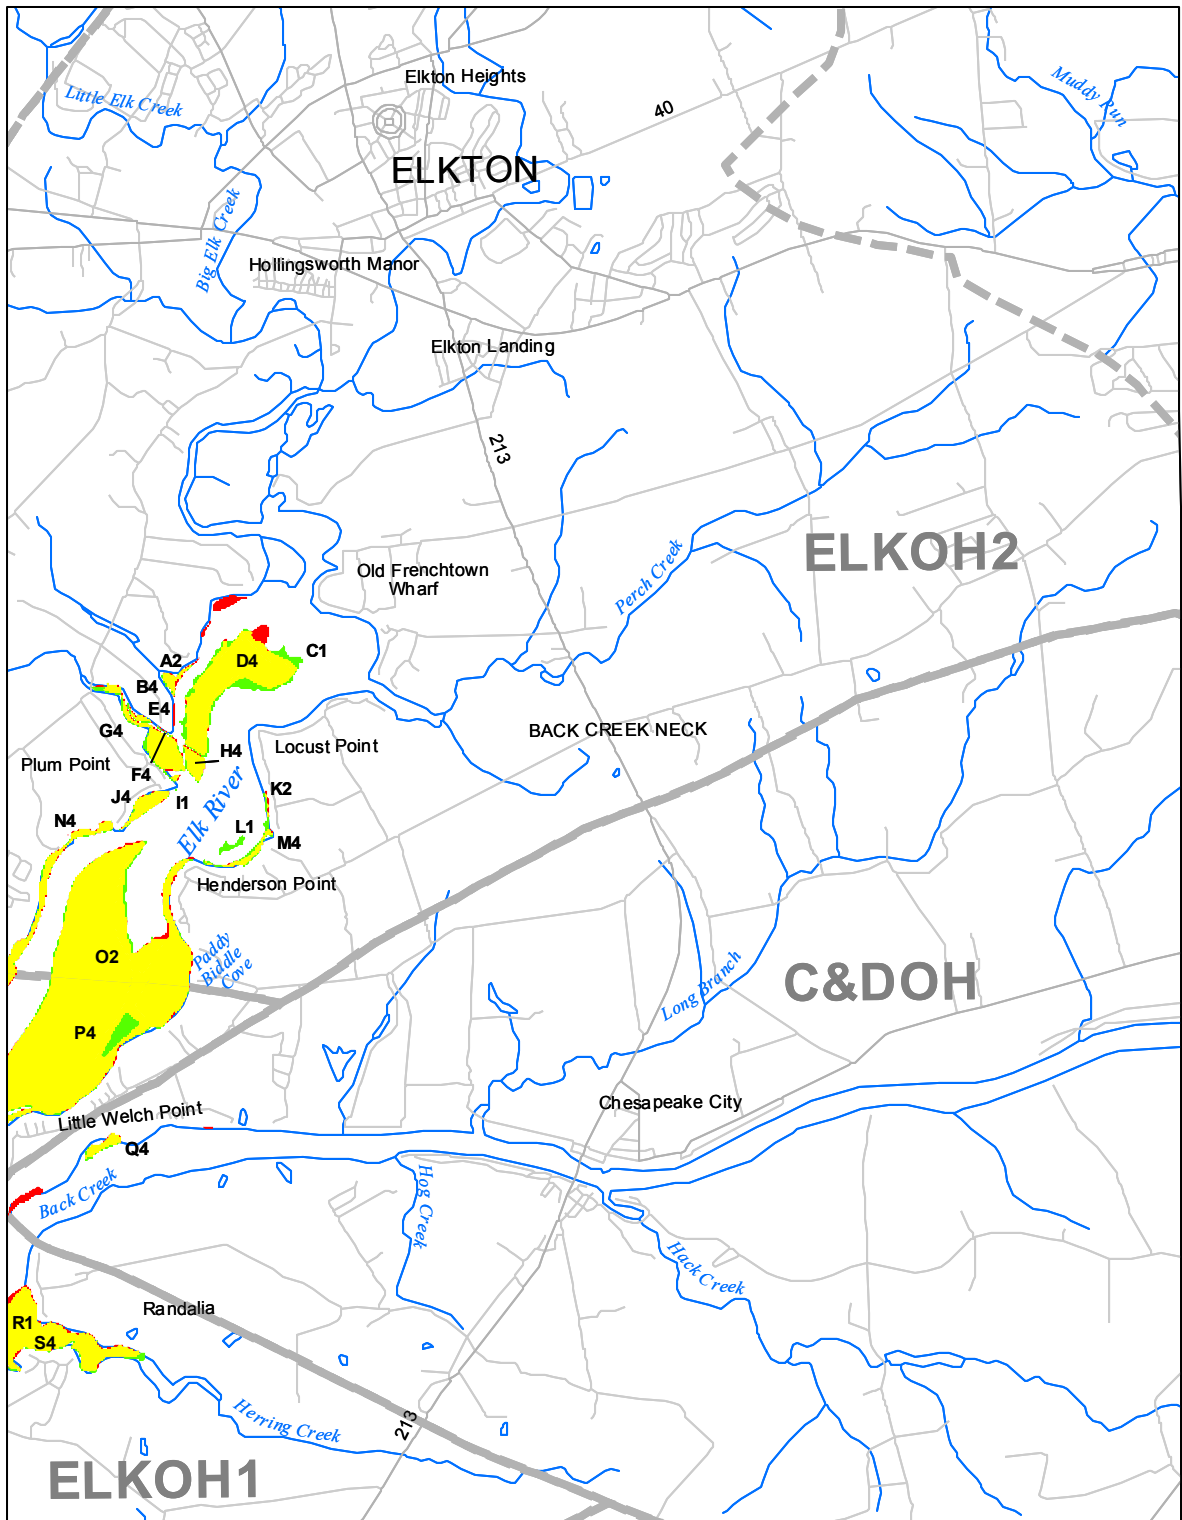 Elkton Heights
Muddy Run
Little Elk Creek
40
ELKTON
Big Elk Creek
Hollingsworth Manor
Elkton Landing
213
ELKOH2
Old Frenchtown
Wharf
Perch Creek
C1
A2
D4
B4
E4
G4
BACK CREEK NECK
Locust Point
H4
Plum Point
F4
K2
J4
I1
Elk River
N4
L1
M4
Henderson Point
O2
Paddy
Biddle
Cove
Long Branch
C&DOH
P4
Chesapeake City
Little Welch Point
Q4
Back Creek
Hog Creek
Hack Creek
Randalia
R1
S4
Herring Creek
213
ELKOH1